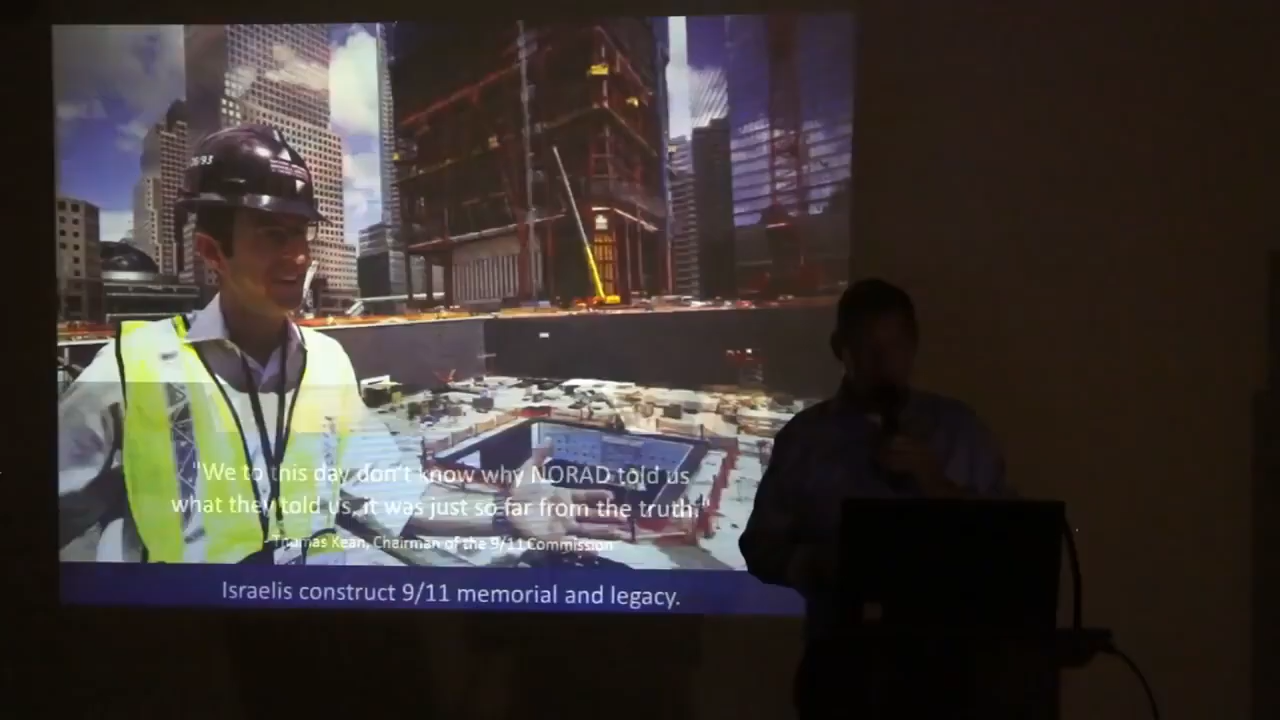 "We to this day don't know why NORAD told us
what they told us, it was just so far from the truth."
Thomas Kean, Chairman of the 9/11 Commission
Israelis construct 9/11 memorial and legacy.